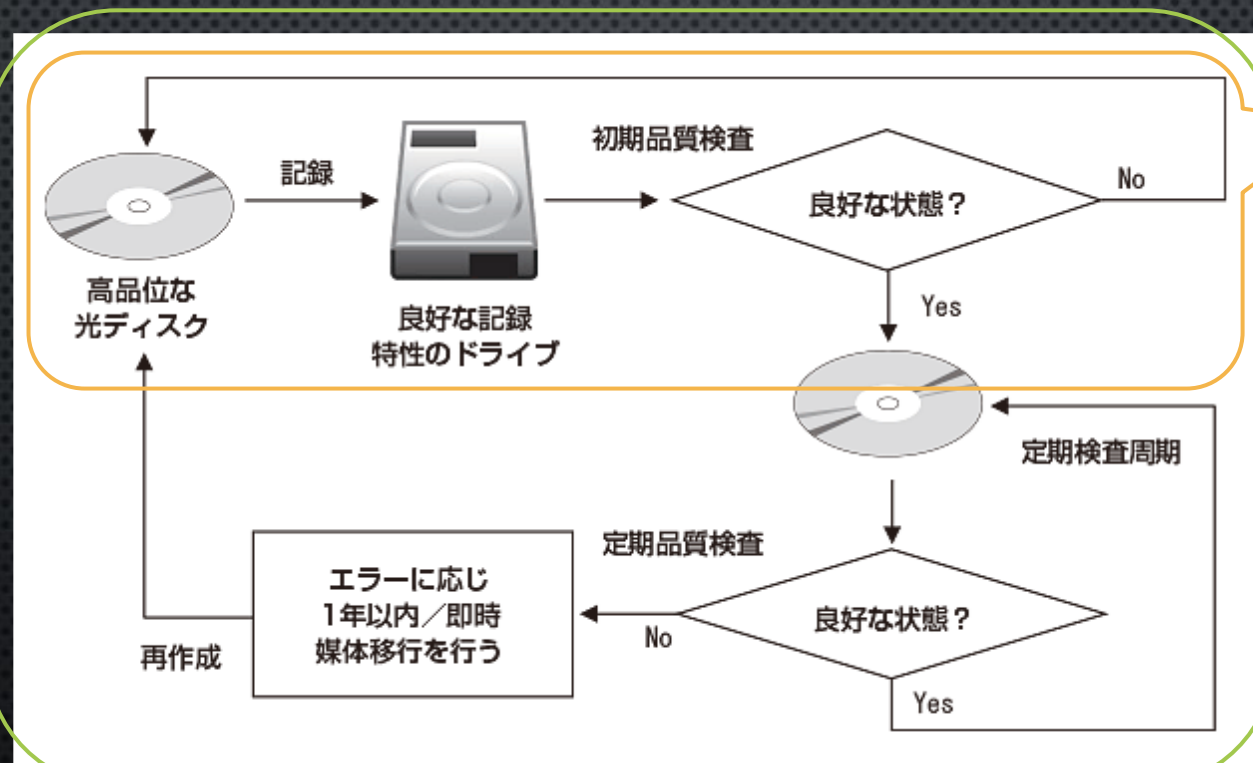 初期品質検査
記録
良好な状態?
No
高品位な
光ディスク
良好な記録
特性のドライブ
Yes
定期検査周期
定期品質検査
エラーに応じ
1年以内／即時
媒体移行を行う
良好な状態?
No
再作成
Yes